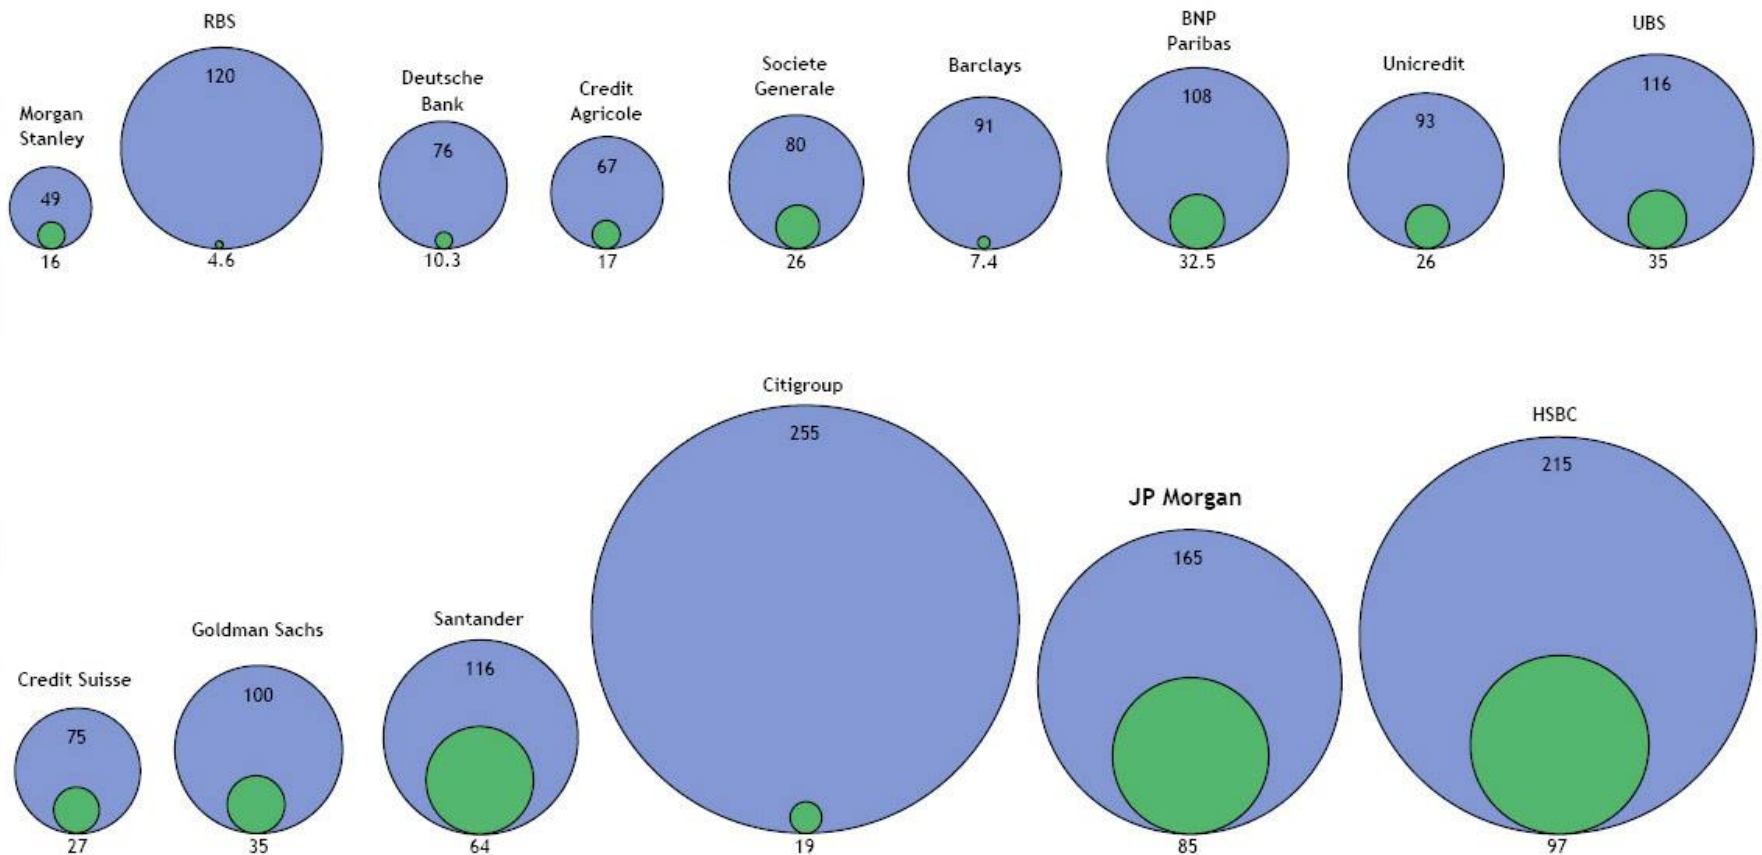 Morgan
Stanley
49
16
RBS
120
4.6
Deutsche
Bank
76
10.3
Credit
Agricole
67
17
Societe
Generale
80
26
Barclays
91
7.4
BNP
Paribas
108
32.5
Unicredit
93
26
UBS
116
35
Credit Suisse
75
27
Goldman Sachs
100
35
Santander
116
64
Citigroup
255
19
JP Morgan
165
85
HSBC
215
97